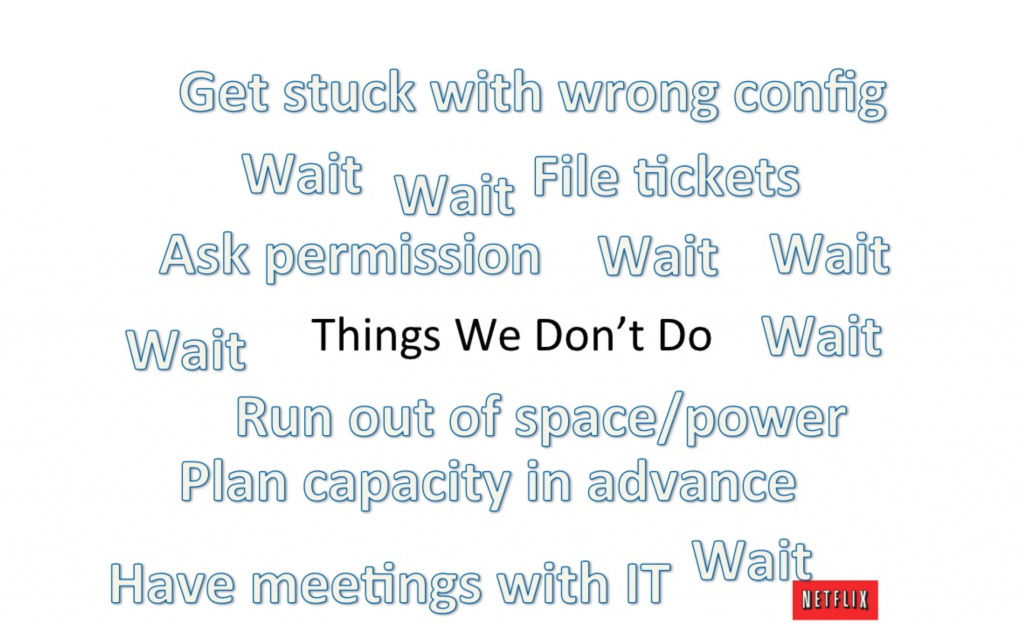 Get stuck with wrong config
Wait Wait File tickets
Ask permission Wait Wait
Wait Things We Don’t Do Wait
Run out of space/power
Plan capacity in advance
Have meetings with IT Wait
NETFLIX